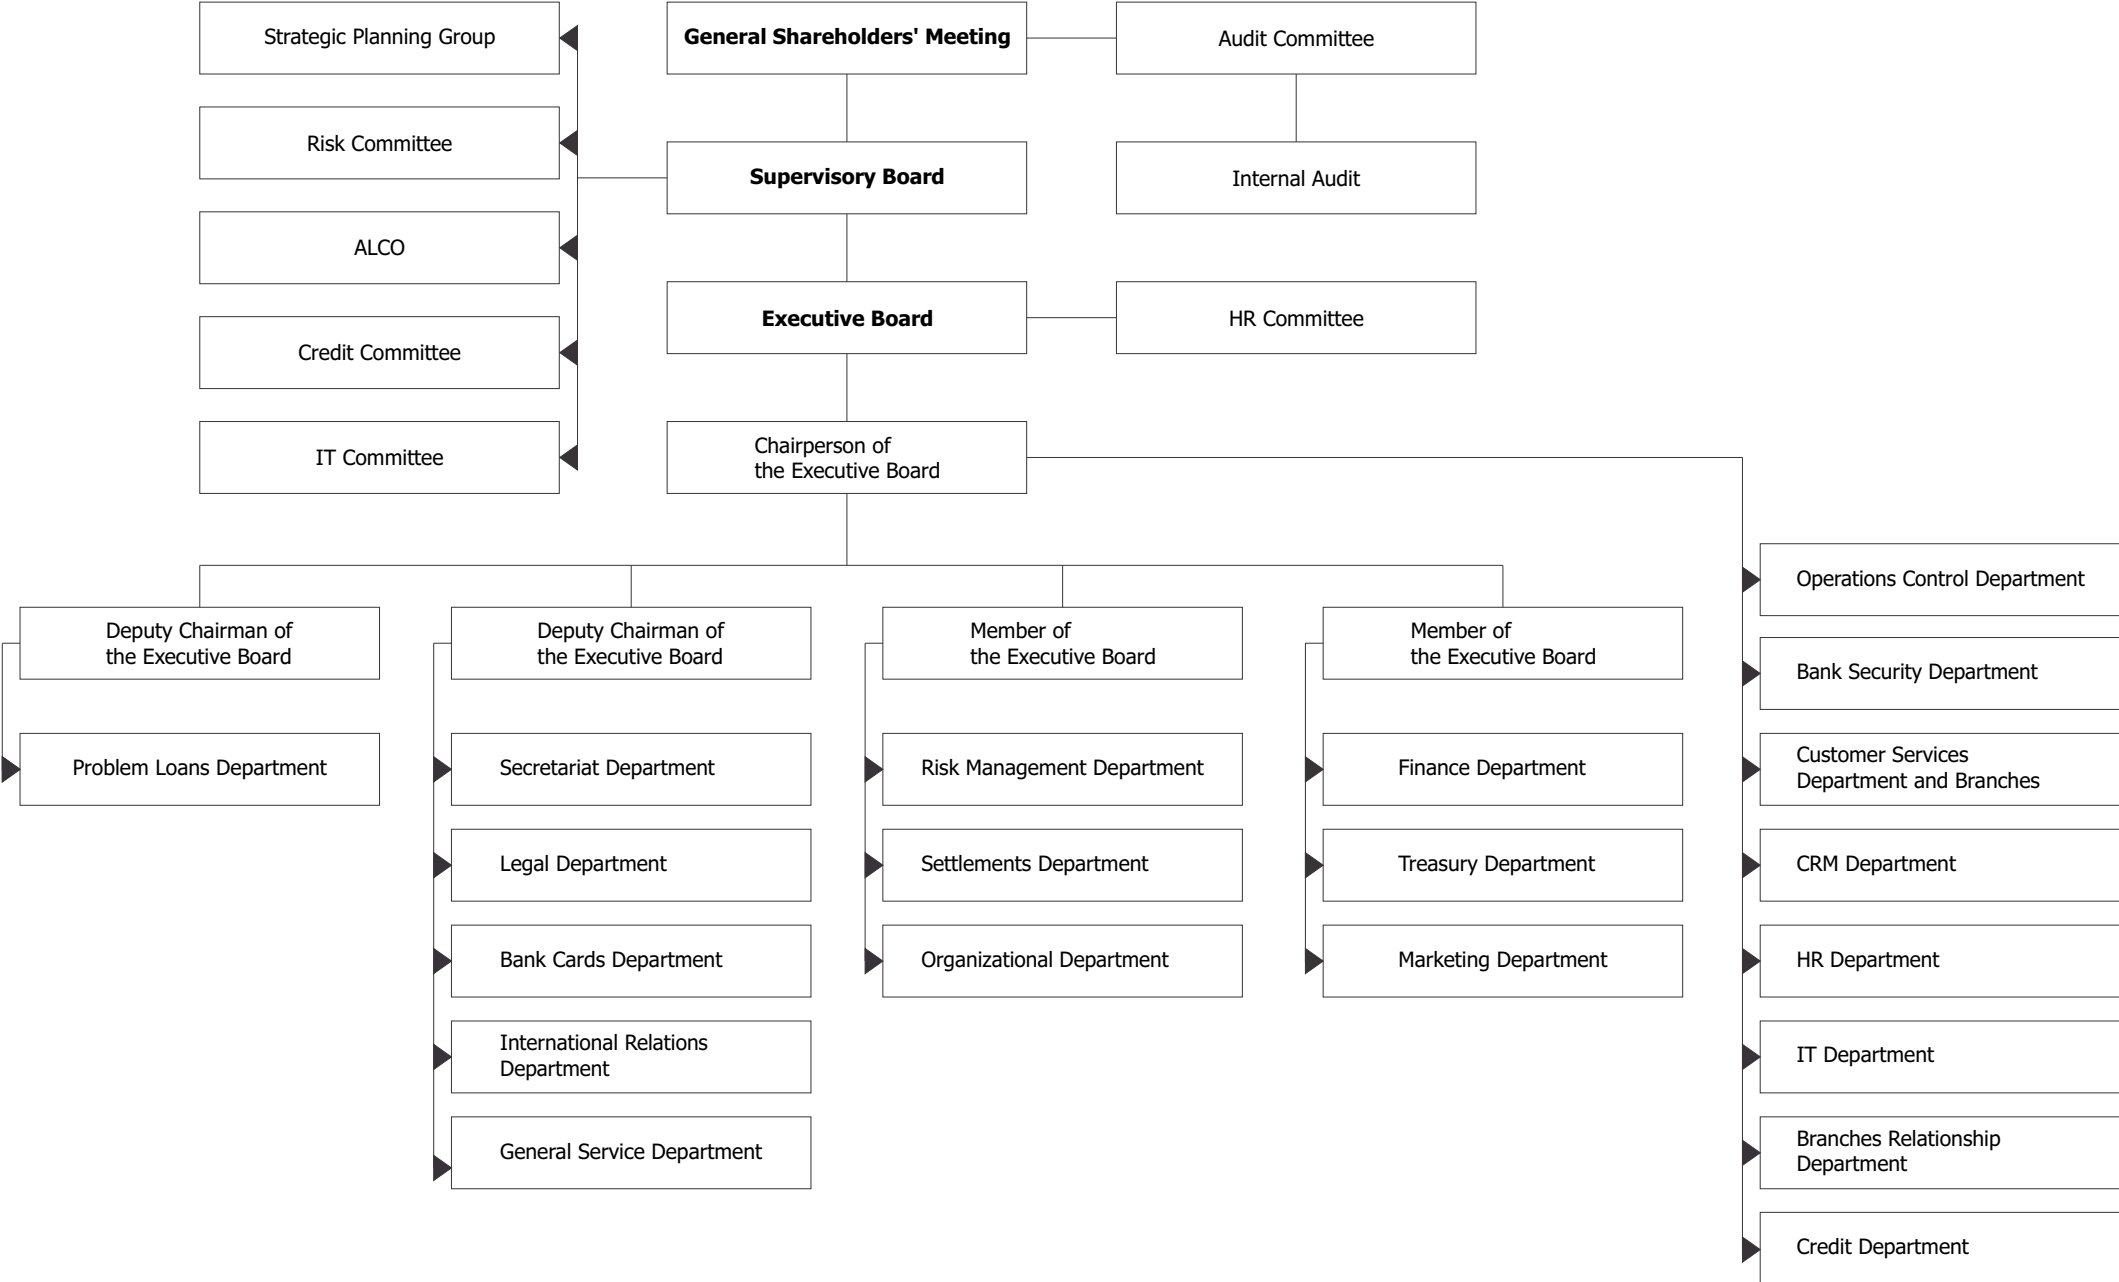 Strategic Planning Group
General Shareholders' Meeting
Audit Committee
Risk Committee
Supervisory Board
Internal Audit
ALCO
Executive Board
HR Committee
Credit Committee
Chairperson of
the Executive Board
IT Committee
Deputy Chairman of
the Executive Board
Problem Loans Department
Deputy Chairman of
the Executive Board
Secretariat Department
Legal Department
Bank Cards Department
International Relations
Department
General Service Department
Member of
the Executive Board
Risk Management Department
Settlements Department
Organizational Department
Member of
the Executive Board
Finance Department
Treasury Department
Marketing Department
Operations Control Department
Bank Security Department
Customer Services
Department and Branches
CRM Department
HR Department
IT Department
Branches Relationship
Department
Credit Department